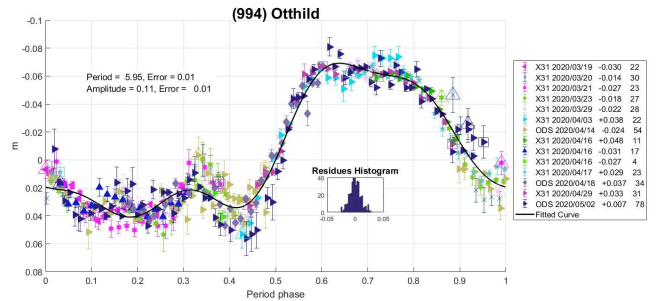 (994) Otthild
Period = 5.95, Error = 0.01
Amplitude = 0.11, Error = 0.01
-0.1
-0.08
-0.06
-0.04
-0.02
0
0.02
0.04
0.06
0.08
m
0 0.1 0.2 0.3 0.4 0.5 0.6 0.7 0.8 0.9 1
Period phase
Residues Histogram
40
20
0
-0.05 0 0.05
X31 2020/03/19 -0.030 22
X31 2020/03/20 -0.014 30
X31 2020/03/21 -0.027 23
X31 2020/03/23 -0.018 27
X31 2020/03/29 -0.022 28
X31 2020/04/03 +0.038 22
ODS 2020/04/14 -0.024 54
X31 2020/04/16 +0.048 11
X31 2020/04/16 -0.031 17
X31 2020/04/16 -0.027 4
X31 2020/04/17 +0.029 23
ODS 2020/04/18 +0.037 34
X31 2020/04/29 +0.033 31
ODS 2020/05/02 +0.007 78
Fitted Curve